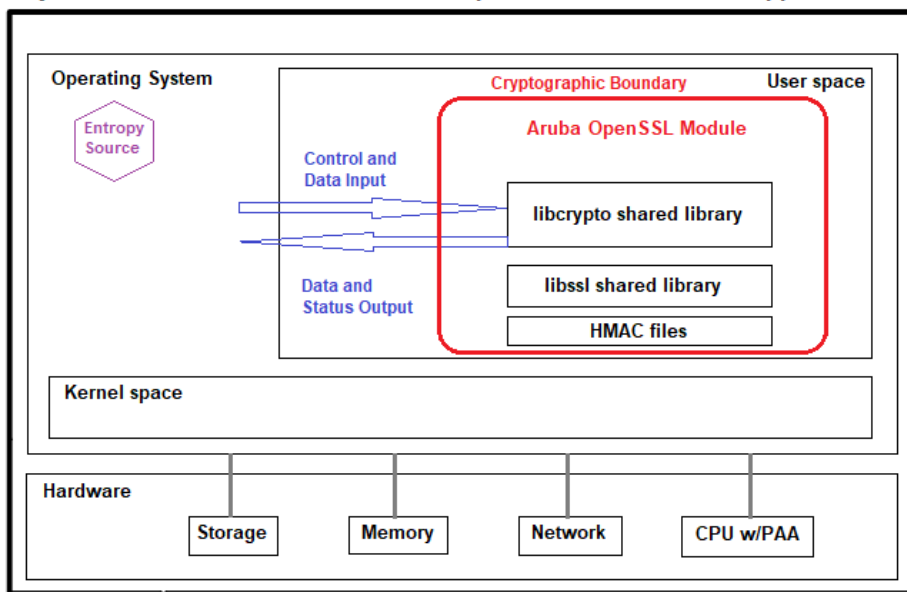 Operating System
Cryptographic Boundary
User space
Entropy
Source
Aruba OpenSSL Module
Control and
Data Input
libcrypto shared library
Data and
Status Output
libssl shared library
HMAC files
Kernel space
Hardware
Storage
Memory
Network
CPU w/PAA